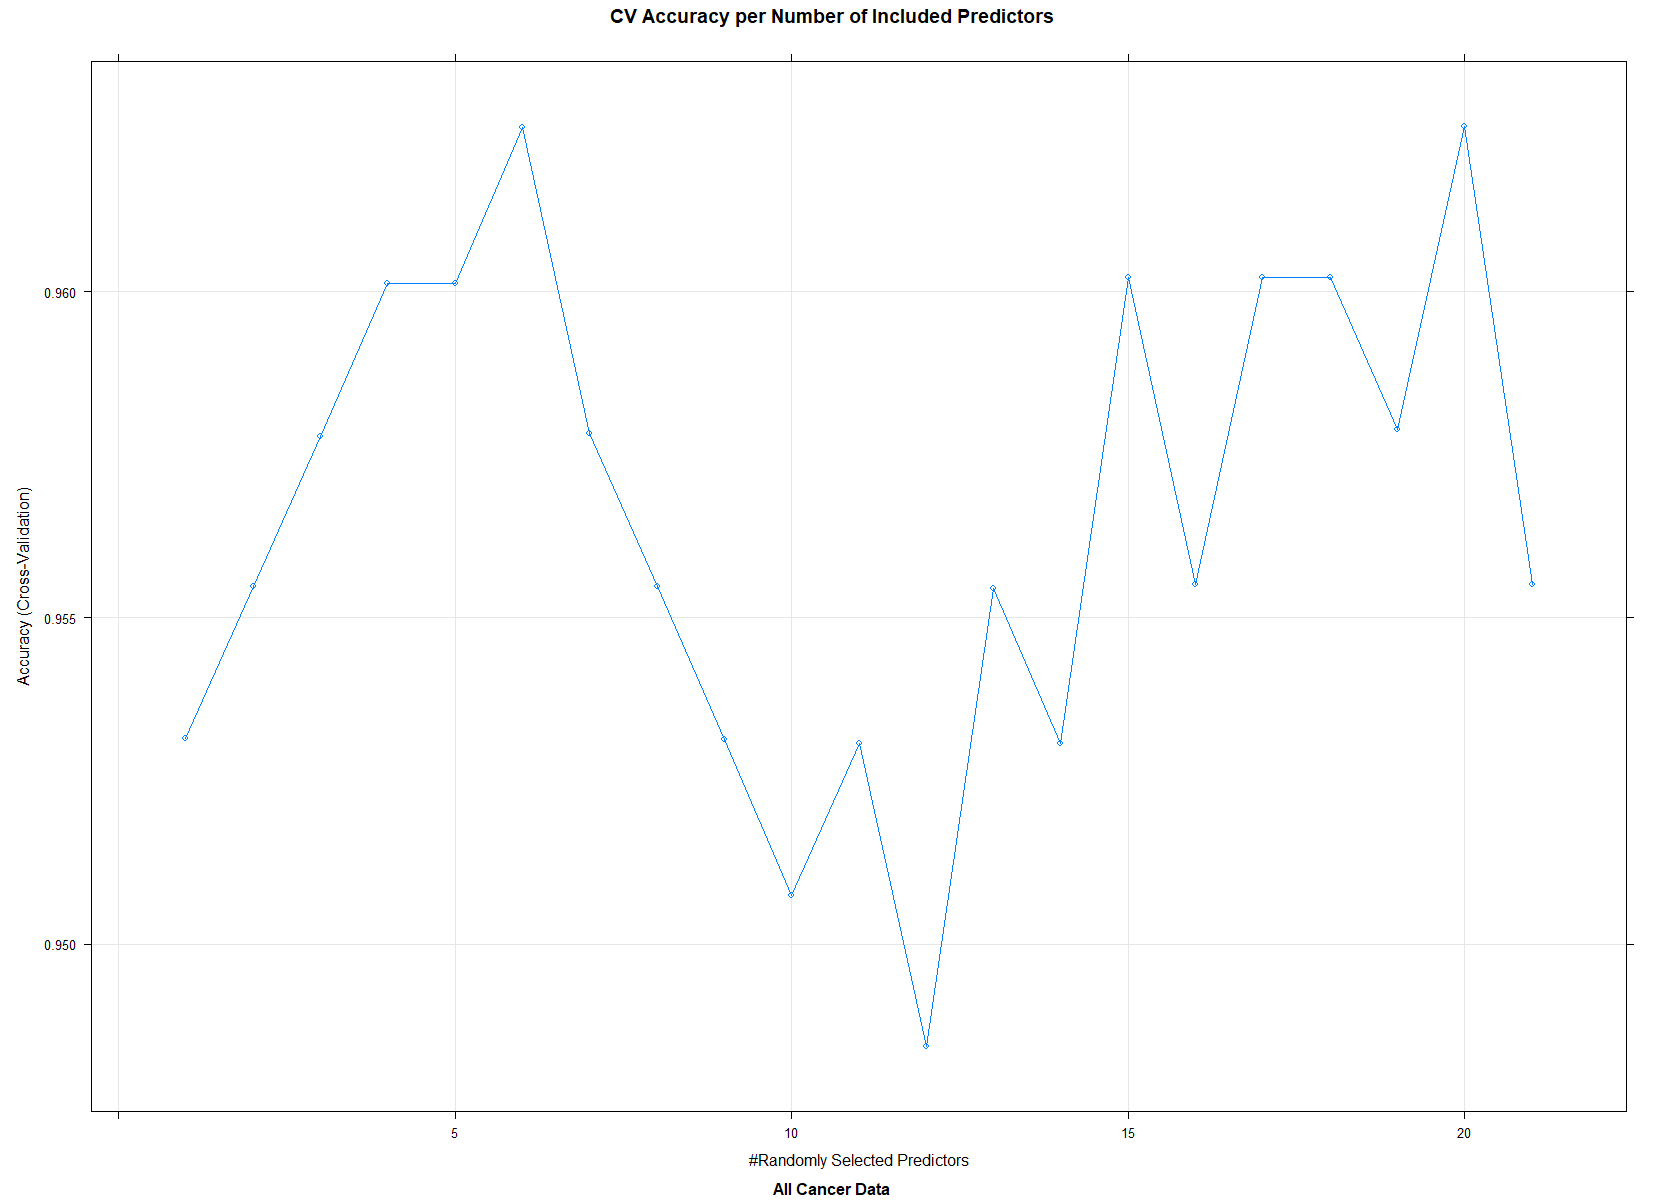 CV Accuracy per Number of Included Predictors
Accuracy (Cross-Validation)
0.960
0.955
0.950
5
10
15
20
#Randomly Selected Predictors
All Cancer Data